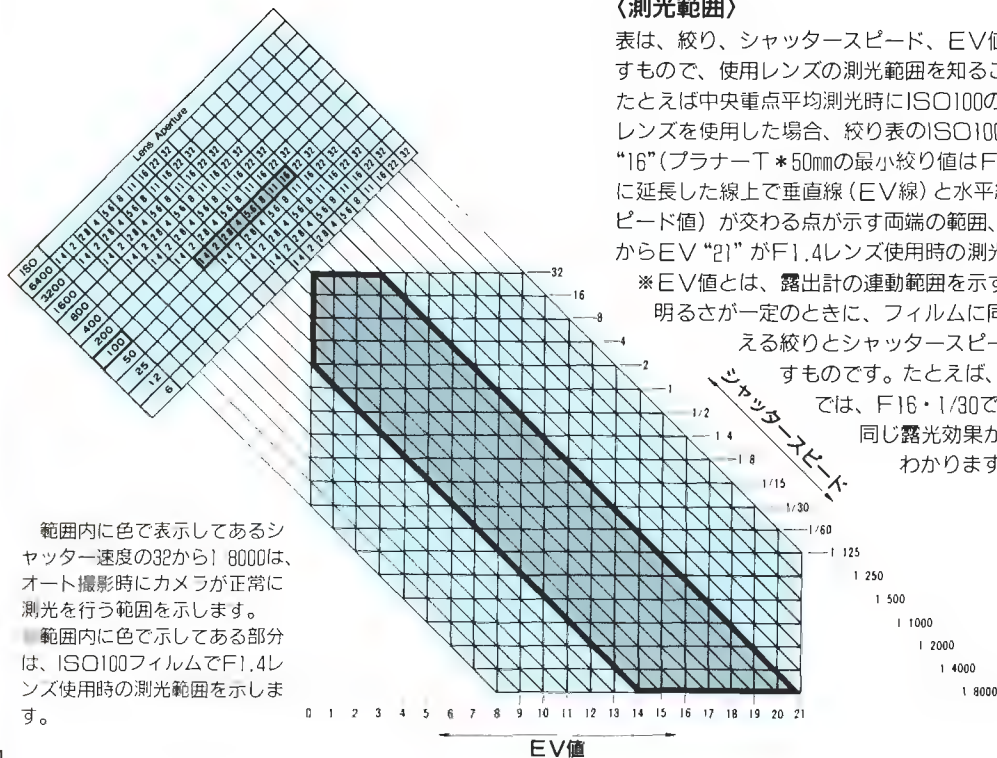 〈測光範囲〉
表は、絞り、シャッタースピード、EV値
すもので、使用レンズの測光範囲を知るこ
たとえば中央重点平均測光時にISO100の
レンズを使用した場合、絞り表のISO100
“16”(プラナーT＊50mmの最小絞り値はF
に延長した線上で垂直線(EV線)と水平線
ピード値)が交わる点が示す両端の範囲、
からEV “21” がF1.4レンズ使用時の測光
※EV値とは、露出計の連動範囲を示す
明るさが一定のときに、フィルムに同
える絞りとシャッタースピー
すものです。たとえば、
では、F16・1/30で
同じ露光効果が
わかります
Lens Aperture
ISO
6400
3200
1600
800
400
200
100
50
25
12
6
1.4 2 2.8 4 5.6 8 11 16 22 32
32
16
8
4
2
1
1/2
1 4
1 8
1/15
1/30
1/60
1 125
1 250
1 500
1 1000
1 2000
1 4000
1 8000
シャッタースピード
範囲内に色で表示してあるシ
ャッター速度の32から1 8000は、
オート撮影時にカメラが正常に
測光を行う範囲を示します。
範囲内に色で示してある部分
は、ISO100フィルムでF1.4レ
ンズ使用時の測光範囲を示しま
す。
0 1 2 3 4 5 6 7 8 9 10 11 12 13 14 15 16 17 18 19 20 21
EV値